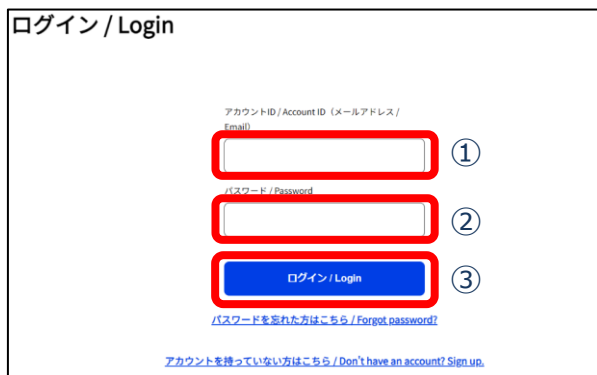 ログイン / Login
アカウントID / Account ID（メールアドレス /
Email）
①
パスワード / Password
②
ログイン / Login
③
パスワードを忘れた方はこちら / Forgot password?
アカウントを持っていない方はこちら / Don't have an account? Sign up.